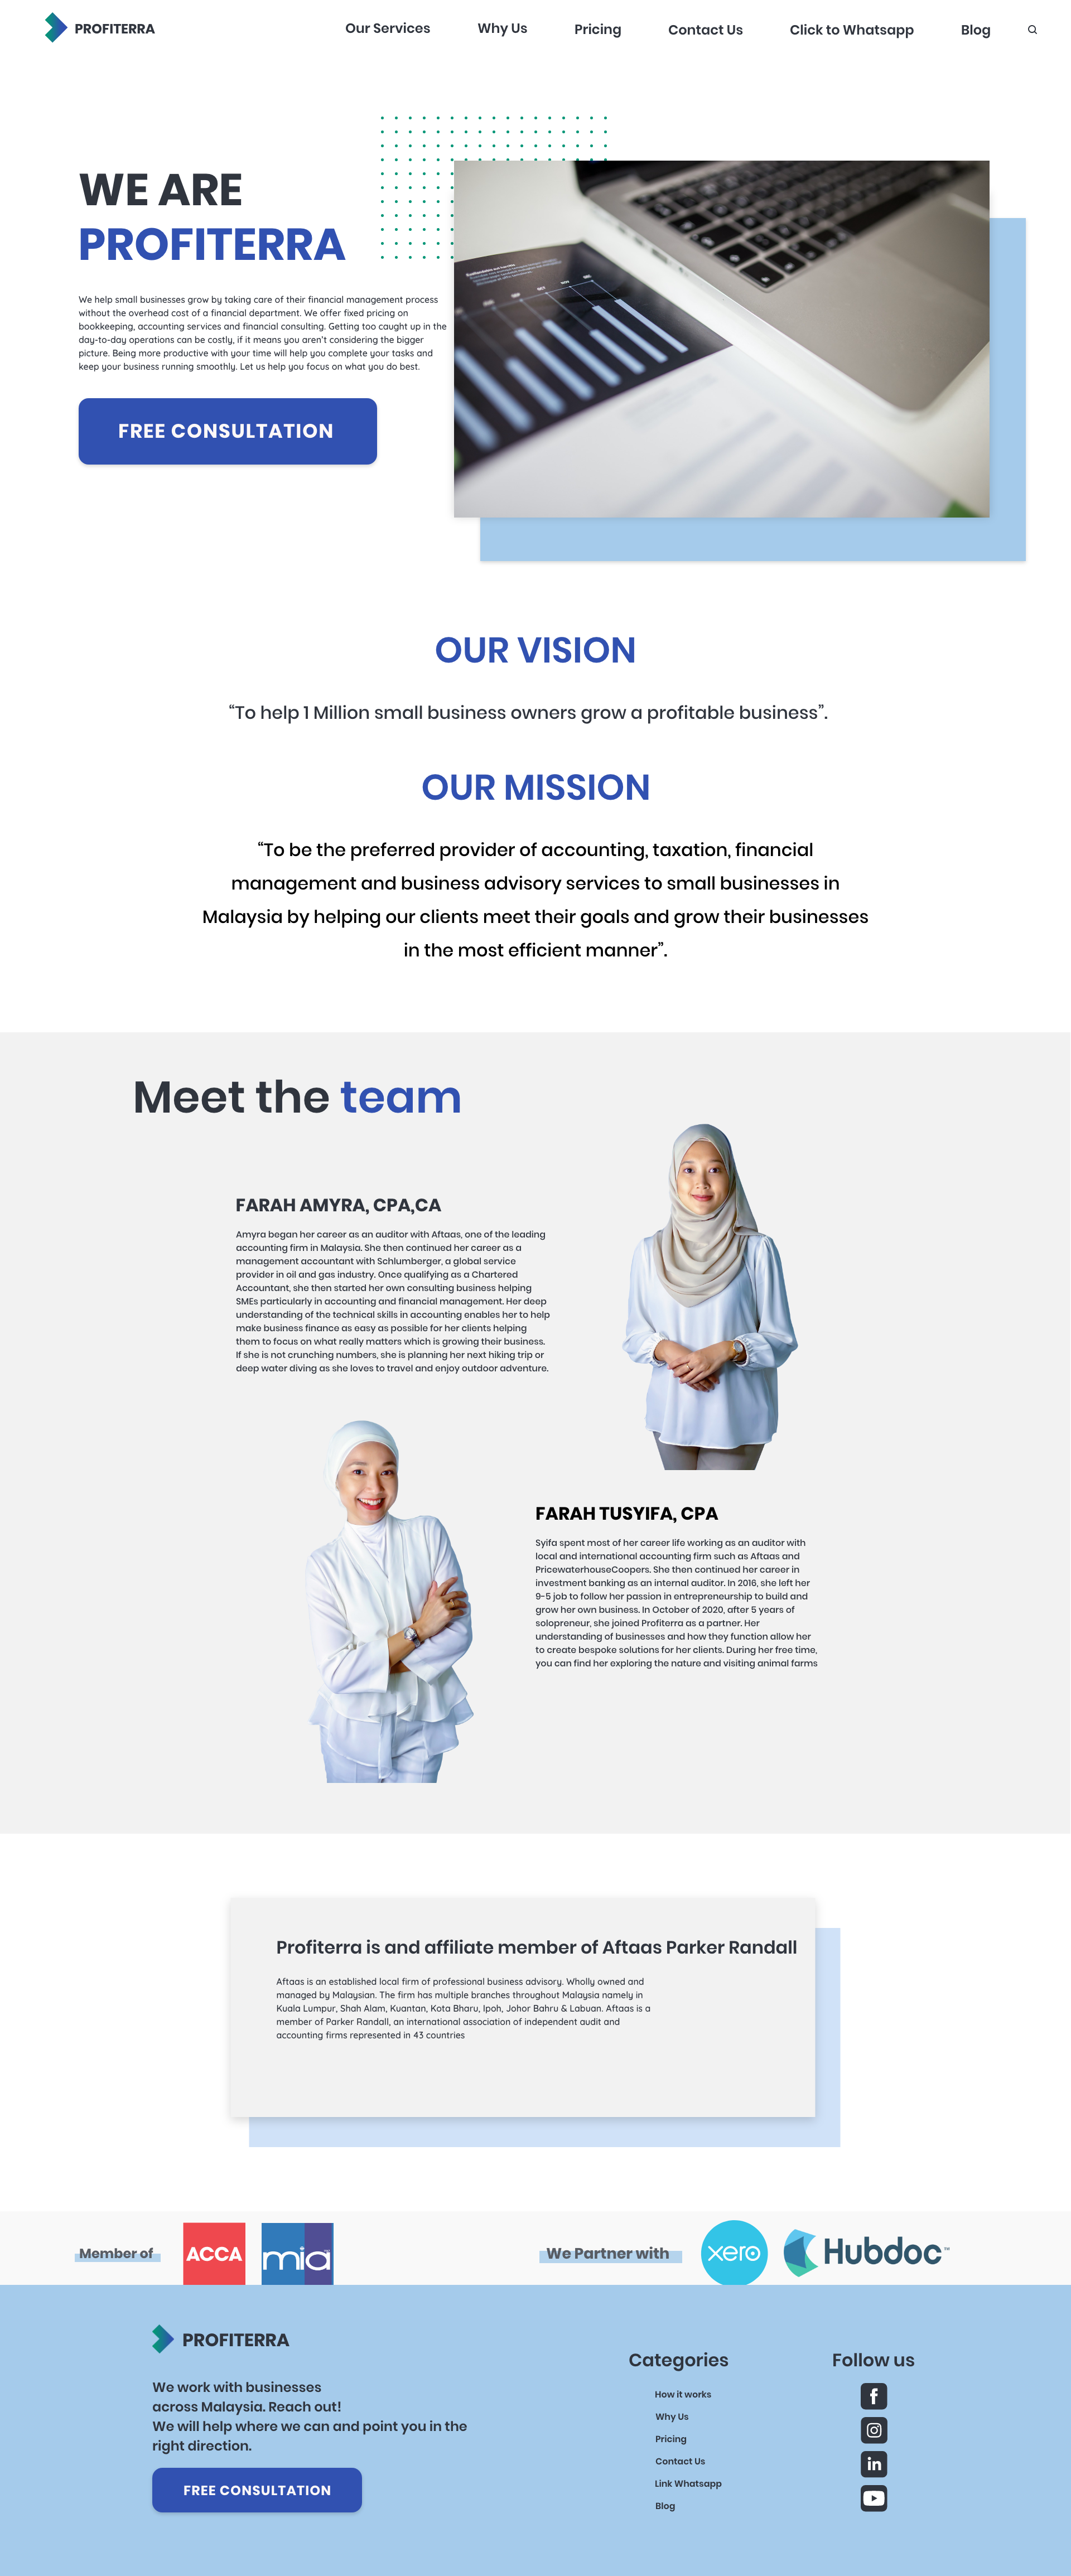 PROFITERRA
Our Services
Why Us
Pricing
Contact Us
Click to Whatsapp
Blog
WE ARE
PROFITERRA
We help small businesses grow by taking care of their financial management process
without the overhead cost of a financial department. We offer fixed pricing on
bookkeeping, accounting services and financial consulting. Getting too caught up in the
day-to-day operations can be costly, if it means you aren't considering the bigger
picture. Being more productive with your time will help you complete your tasks and
keep your business running smoothly. Let us help you focus on what you do best.
FREE CONSULTATION
OUR VISION
“To help 1 Million small business owners grow a profitable business”.
OUR MISSION
“To be the preferred provider of accounting, taxation, financial
management and business advisory services to small businesses in
Malaysia by helping our clients meet their goals and grow their businesses
in the most efficient manner”.
Meet the team
FARAH AMYRA, CPA,CA
Amyra began her career as an auditor with Aftaas, one of the leading
accounting firm in Malaysia. She then continued her career as a
management accountant with Schlumberger, a global service
provider in oil and gas industry. Once qualifying as a Chartered
Accountant, she then started her own consulting business helping
SMEs particularly in accounting and financial management. Her deep
understanding of the technical skills in accounting enables her to help
make business finance as easy as possible for her clients helping
them to focus on what really matters which is growing their business.
If she is not crunching numbers, she is planning her next hiking trip or
deep water diving as she loves to travel and enjoy outdoor adventure.
FARAH TUSYIFA, CPA
Syifa spent most of her career life working as an auditor with
local and international accounting firm such as Aftaas and
PricewaterhouseCoopers. She then continued her career in
investment banking as an internal auditor. In 2016, she left her
9-5 job to follow her passion in entrepreneurship to build and
grow her own business. In October of 2020, after 5 years of
solopreneur, she joined Profiterra as a partner. Her
understanding of businesses and how they function allow her
to create bespoke solutions for her clients. During her free time,
you can find her exploring the nature and visiting animal farms
Profiterra is and affiliate member of Aftaas Parker Randall
Aftaas is an established local firm of professional business advisory. Wholly owned and
managed by Malaysian. The firm has multiple branches throughout Malaysia namely in
Kuala Lumpur, Shah Alam, Kuantan, Kota Bharu, Ipoh, Johor Bahru & Labuan. Aftaas is a
member of Parker Randall, an international association of independent audit and
accounting firms represented in 43 countries
Member of
ACCA
mia
We Partner with
xero
Hubdoc™
PROFITERRA
We work with businesses
across Malaysia. Reach out!
We will help where we can and point you in the
right direction.
FREE CONSULTATION
Categories
How it works
Why Us
Pricing
Contact Us
Link Whatsapp
Blog
Follow us